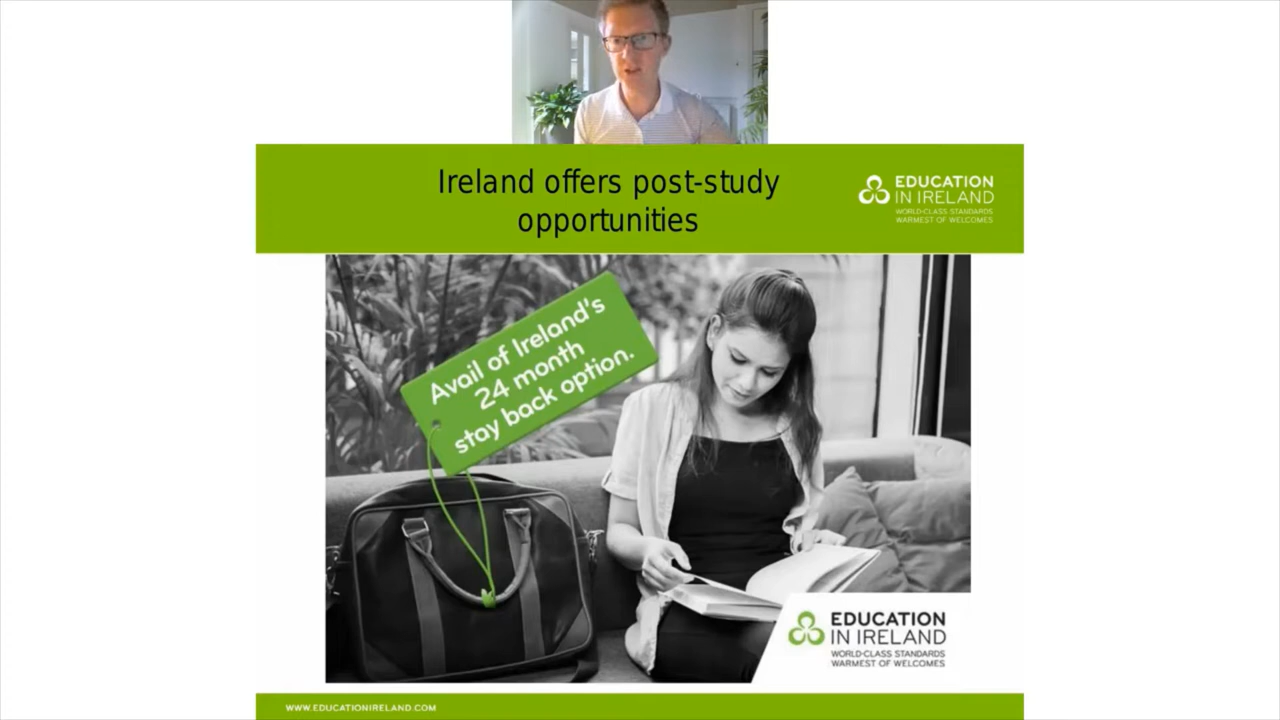 Ireland offers post-study
opportunities
EDUCATION
IN IRELAND
WORLD-CLASS STANDARDS
WARMEST OF WELCOMES
Avail of Ireland's
24 month
stay back option.
EDUCATION
IN IRELAND
WORLD-CLASS STANDARDS
WARMEST OF WELCOMES
WWW.EDUCATIONIRELAND.COM